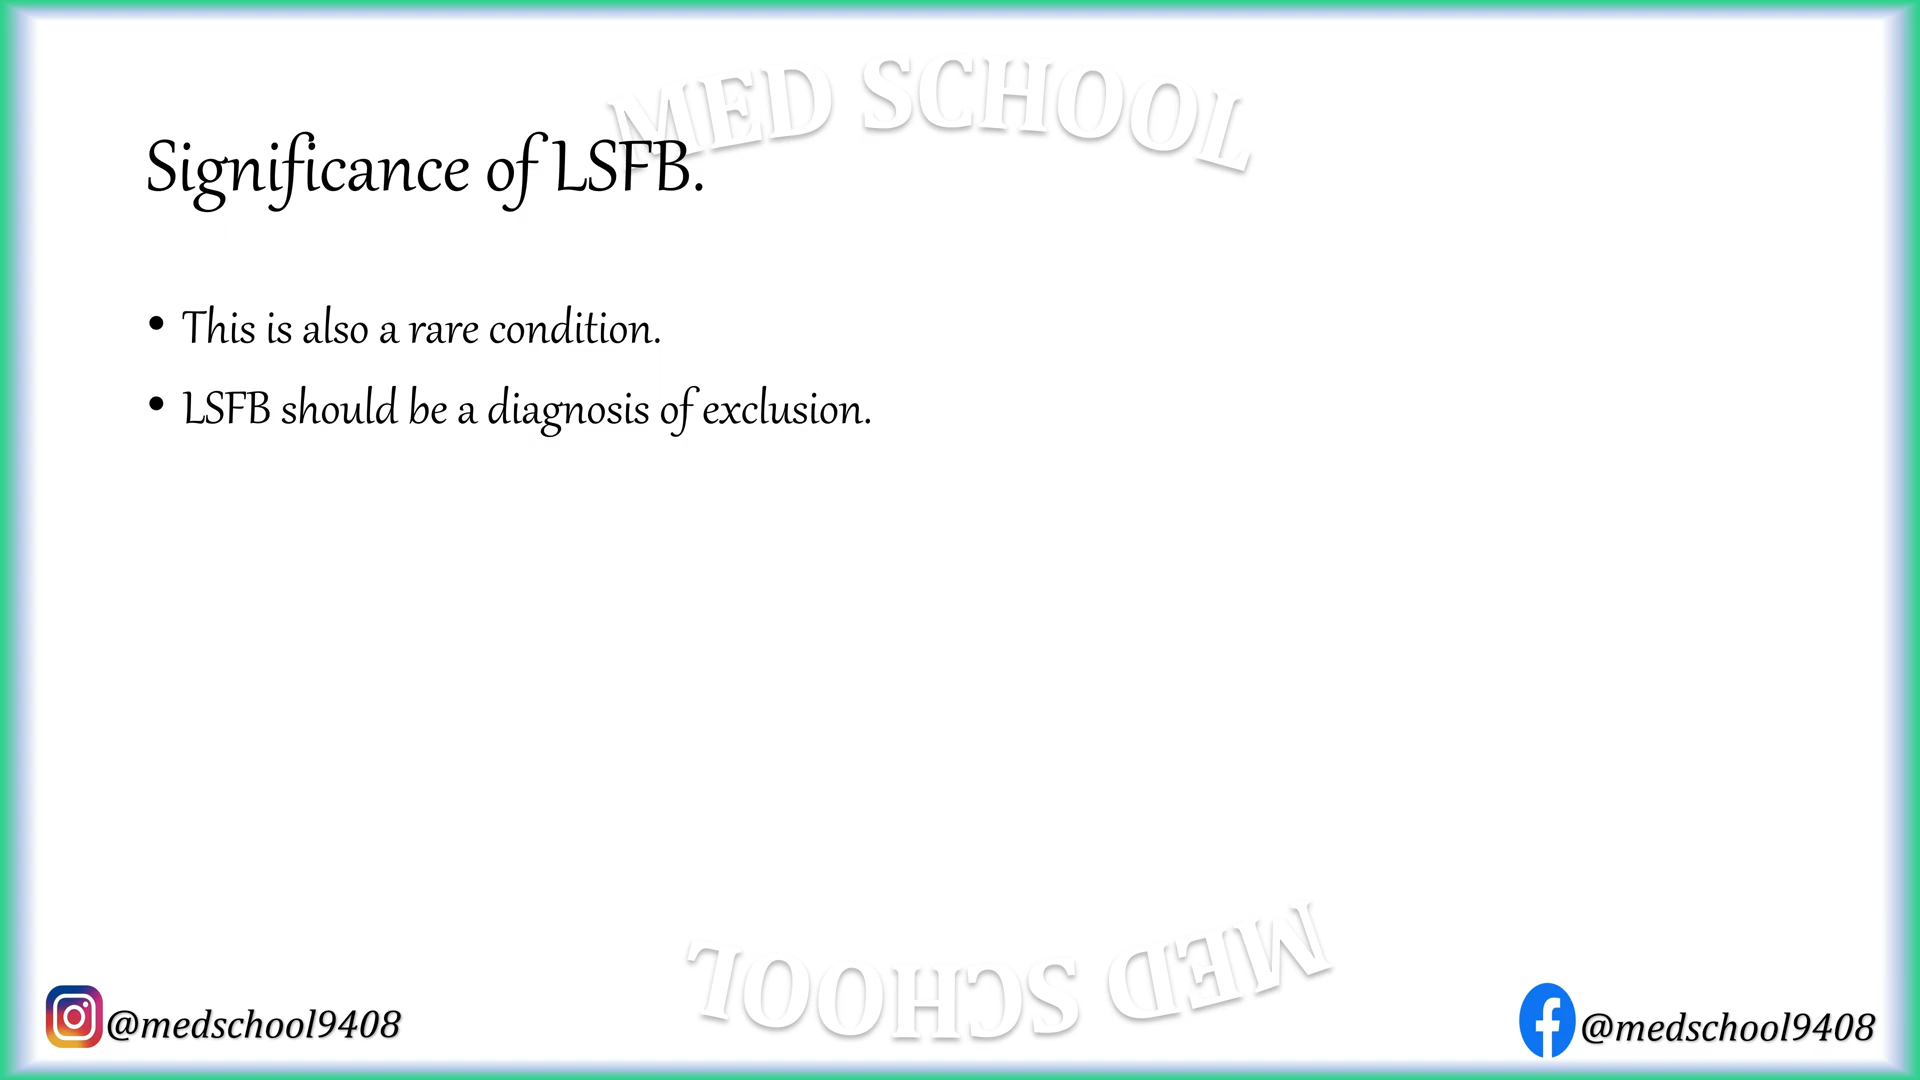 MED SCHOOL
Significance of LSFB.
• This is also a rare condition.
• LSFB should be a diagnosis of exclusion.
MED SCHOOL
@medschool9408
@medschool9408